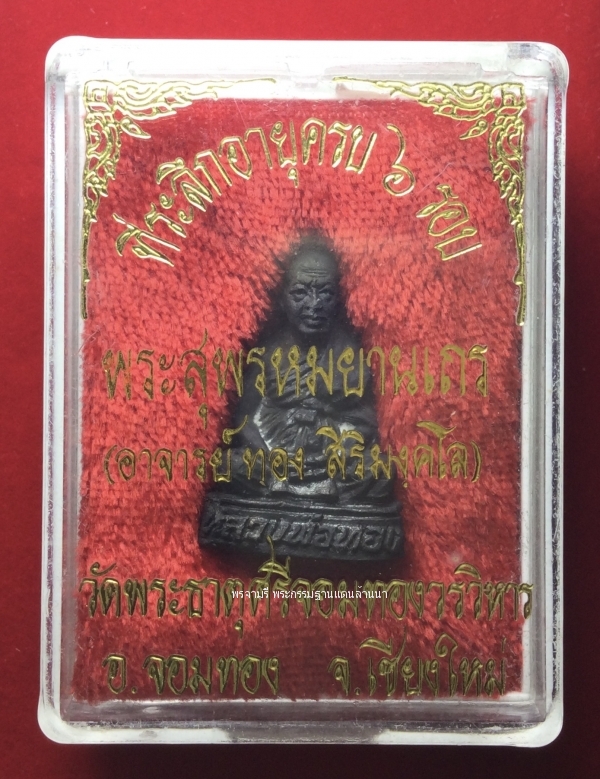 ที่ระลึกอายุครบ ๖ รอบ
พระสุพรหมยานเถร
(อาจารย์ ทอง สิริมงฺคโล)
หลวงพ่อทอง
วัดพระธาตุศรีจอมทองวรวิหาร
พรจามรี พระกรรมฐานแดนล้านนา
อ.จอมทอง จ.เชียงใหม่